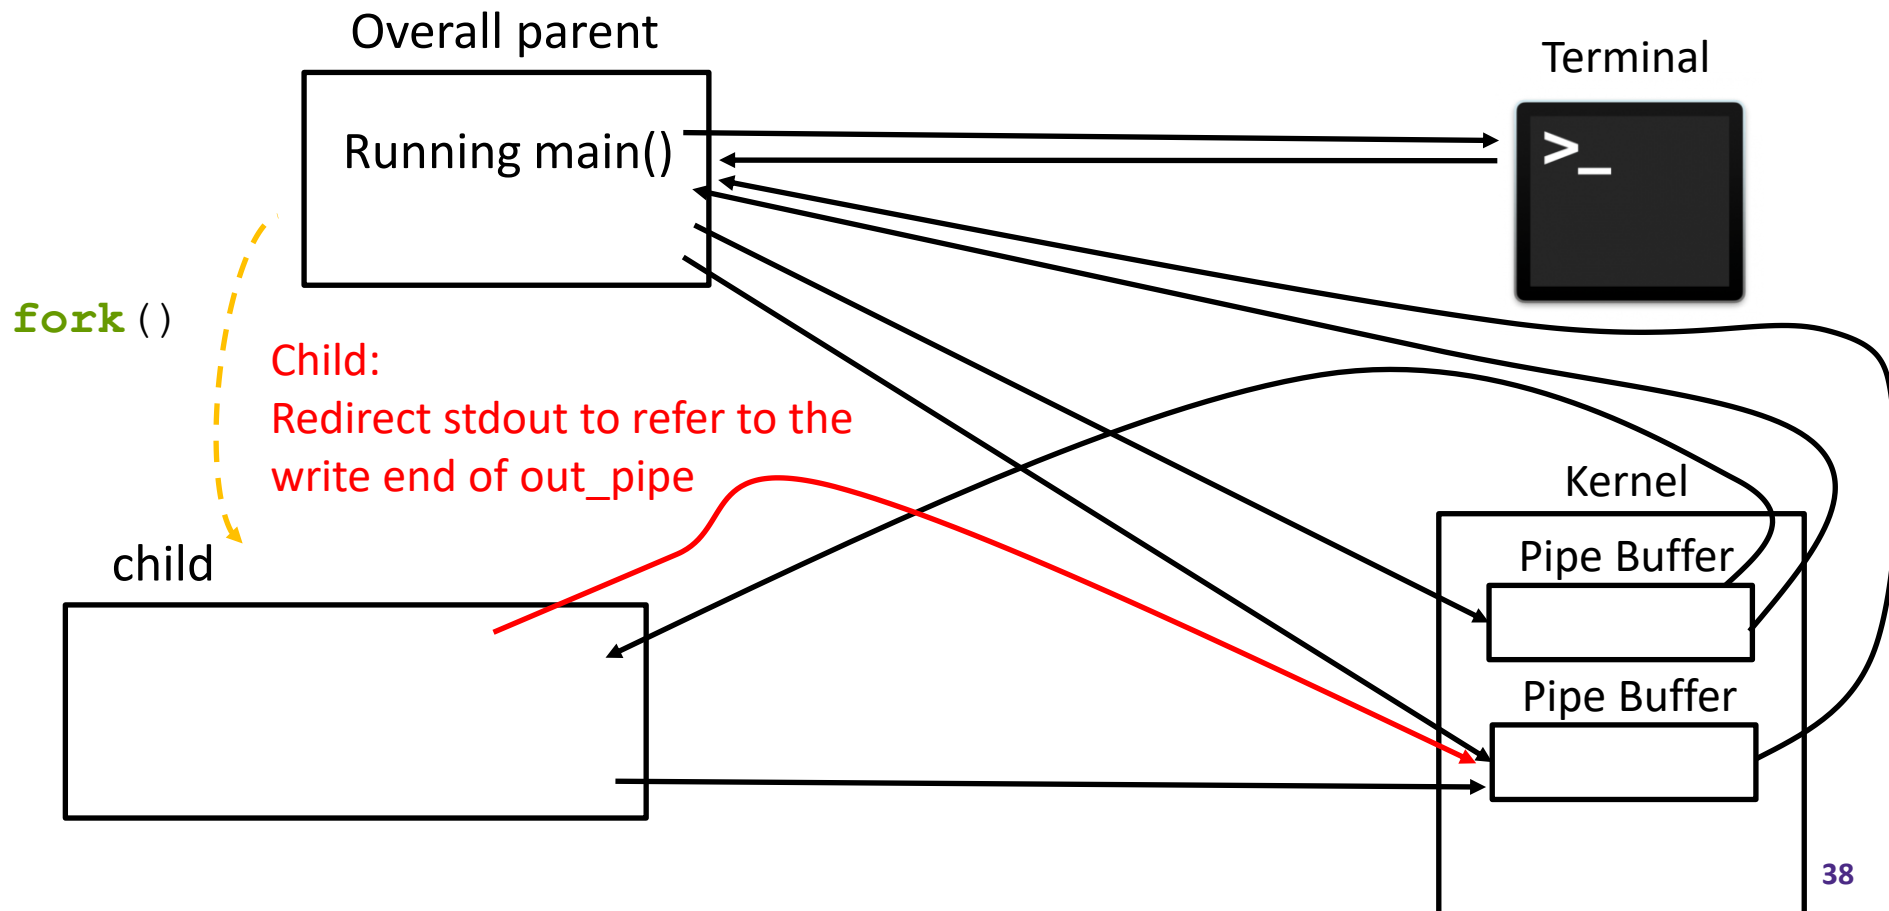 Overall parent
Terminal
Running main()
>_
fork()
Child:
Redirect stdout to refer to the
write end of out_pipe
Kernel
child
Pipe Buffer
Pipe Buffer
38